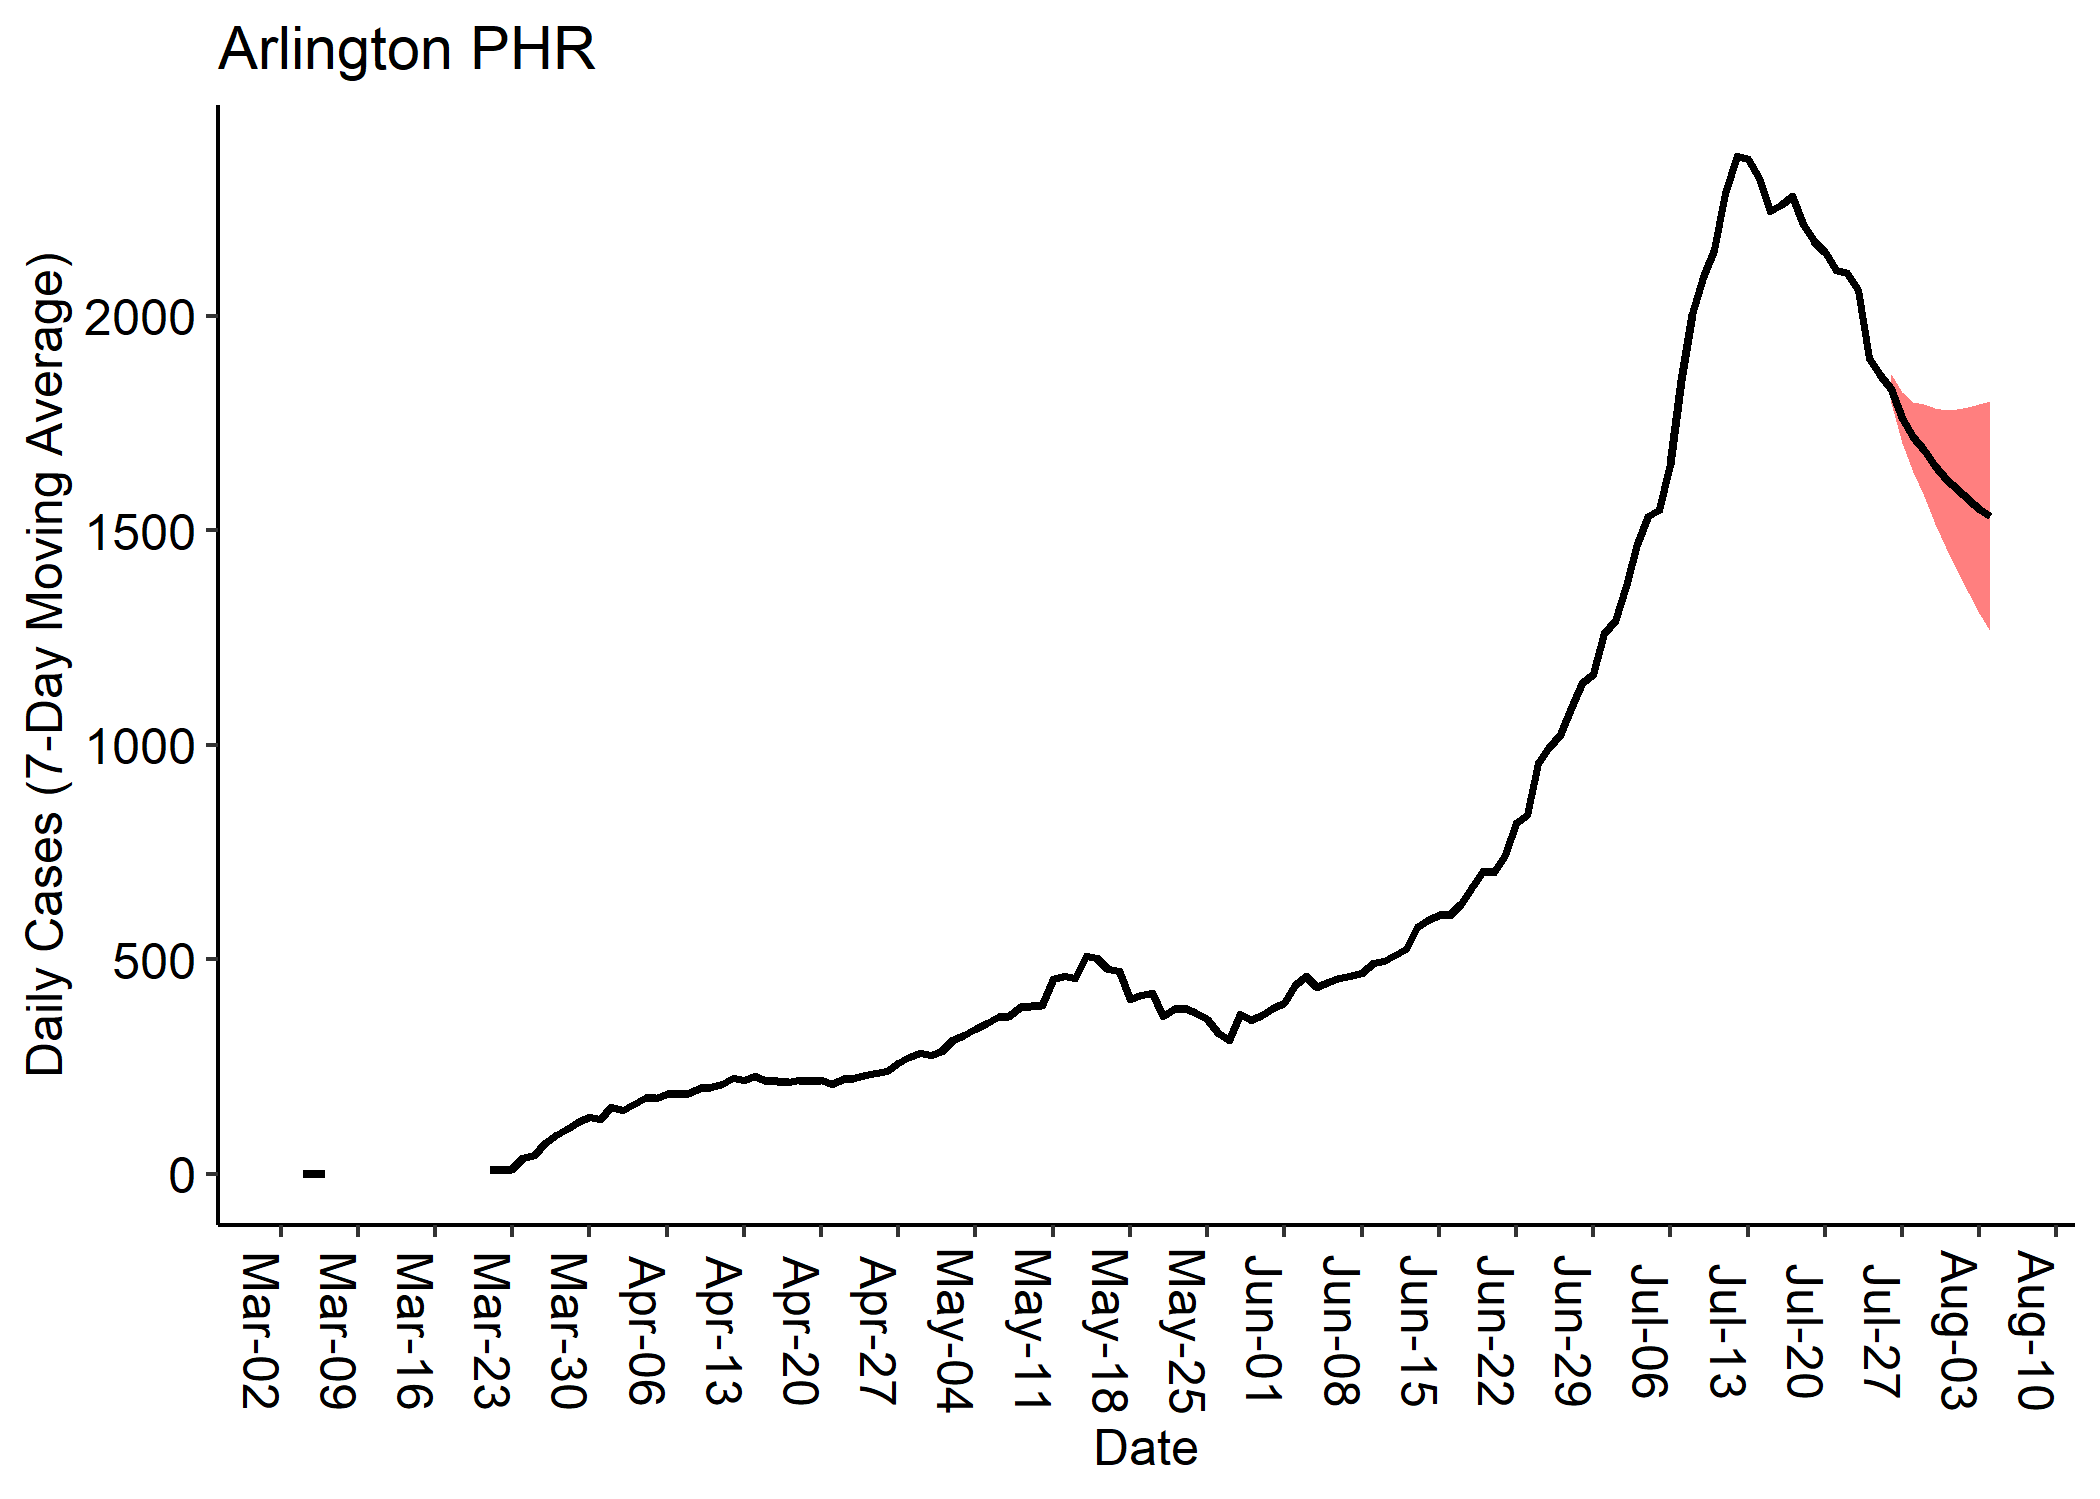 Arlington PHR
Daily Cases (7-Day Moving Average)
2000
1500
1000
500
0
Mar-02
Mar-09
Mar-16
Mar-23
Mar-30
Apr-06
Apr-13
Apr-20
Apr-27
May-04
May-11
May-18
May-25
Jun-01
Jun-08
Jun-15
Jun-22
Jun-29
Jul-06
Jul-13
Jul-20
Jul-27
Aug-03
Aug-10
Date